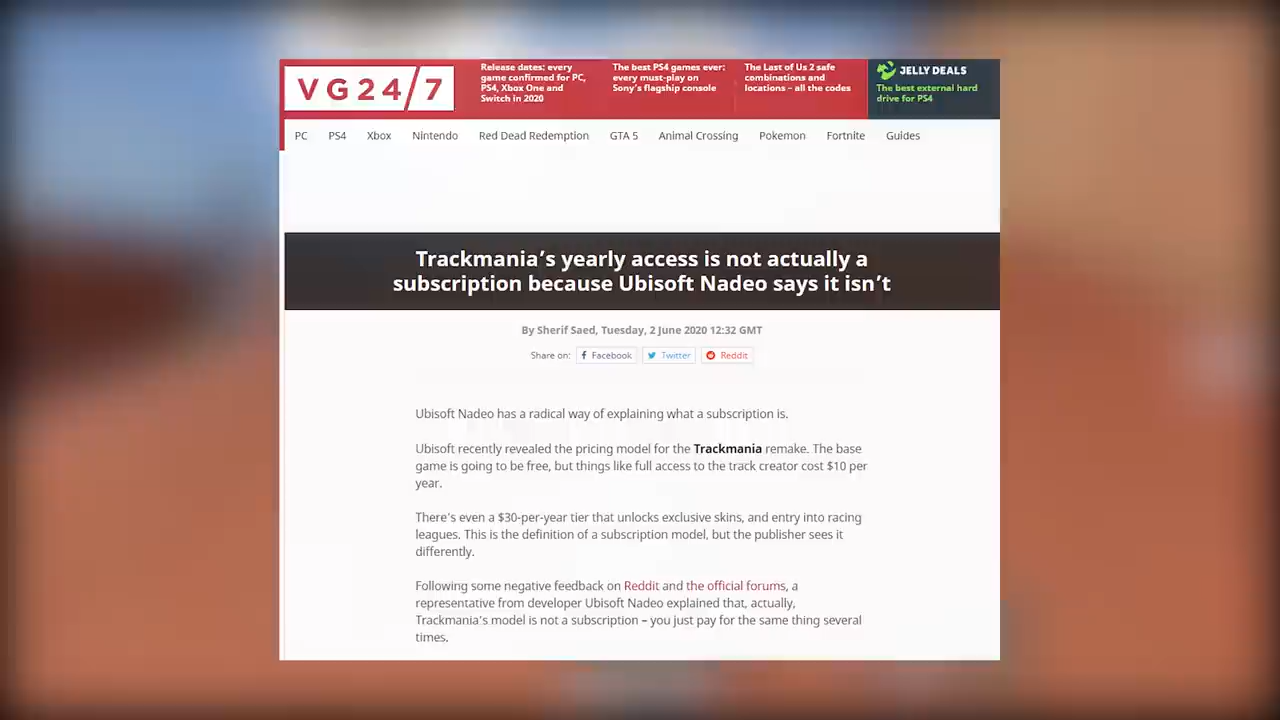 VG24/7
Release dates: every
game confirmed for PC,
PS4, Xbox One and
Switch in 2020
The best PS4 games ever:
every must-play on
Sony's flagship console
The Last of Us 2 safe
combinations and
locations – all the codes
JELLY DEALS
The best external hard
drive for PS4
PC PS4 Xbox Nintendo Red Dead Redemption GTA 5 Animal Crossing Pokemon Fortnite Guides
Trackmania's yearly access is not actually a
subscription because Ubisoft Nadeo says it isn't
By Sherif Saed, Tuesday, 2 June 2020 12:32 GMT
Share on: Facebook Twitter Reddit
Ubisoft Nadeo has a radical way of explaining what a subscription is.
Ubisoft recently revealed the pricing model for the Trackmania remake. The base
game is going to be free, but things like full access to the track creator cost $10 per
year.
There's even a $30-per-year tier that unlocks exclusive skins, and entry into racing
leagues. This is the definition of a subscription model, but the publisher sees it
differently.
Following some negative feedback on Reddit and the official forums, a
representative from developer Ubisoft Nadeo explained that, actually,
Trackmania's model is not a subscription – you just pay for the same thing several
times.